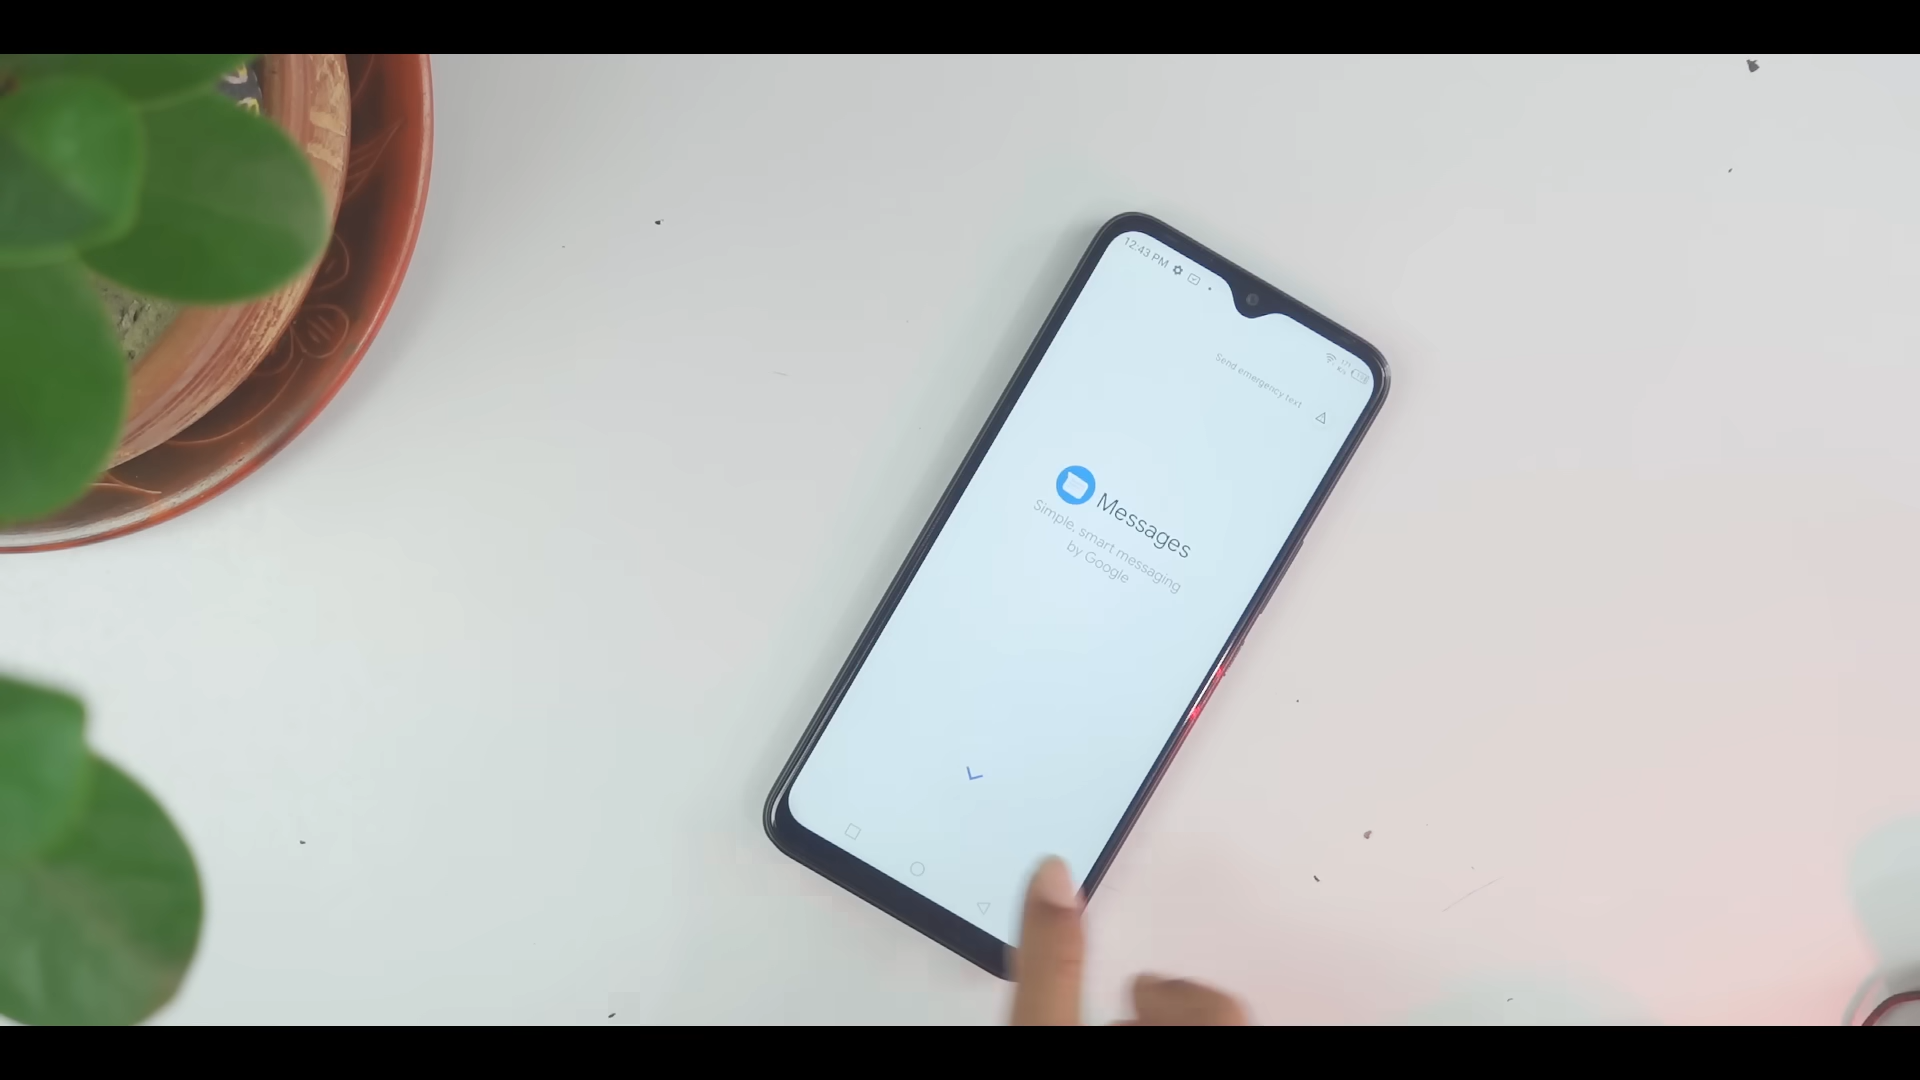 12:43 PM
Send emergency text
Messages
Simple, smart messaging
by Google